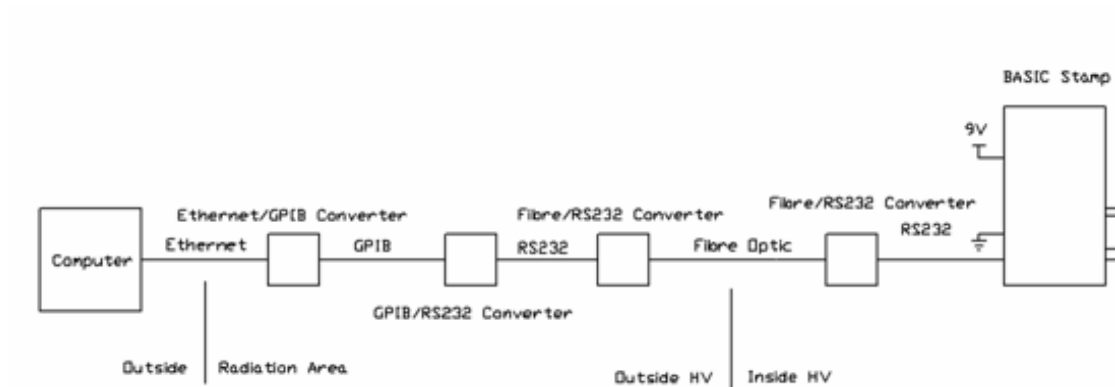 BASIC Stamp
9V
Ethernet/GPIB Converter
Fibre/RS232 Converter
Fibre/RS232 Converter
Computer
Ethernet
GPIB
RS232
Fibre Optic
RS232
GPIB/RS232 Converter
Outside
Radiation Area
Outside HV
Inside HV